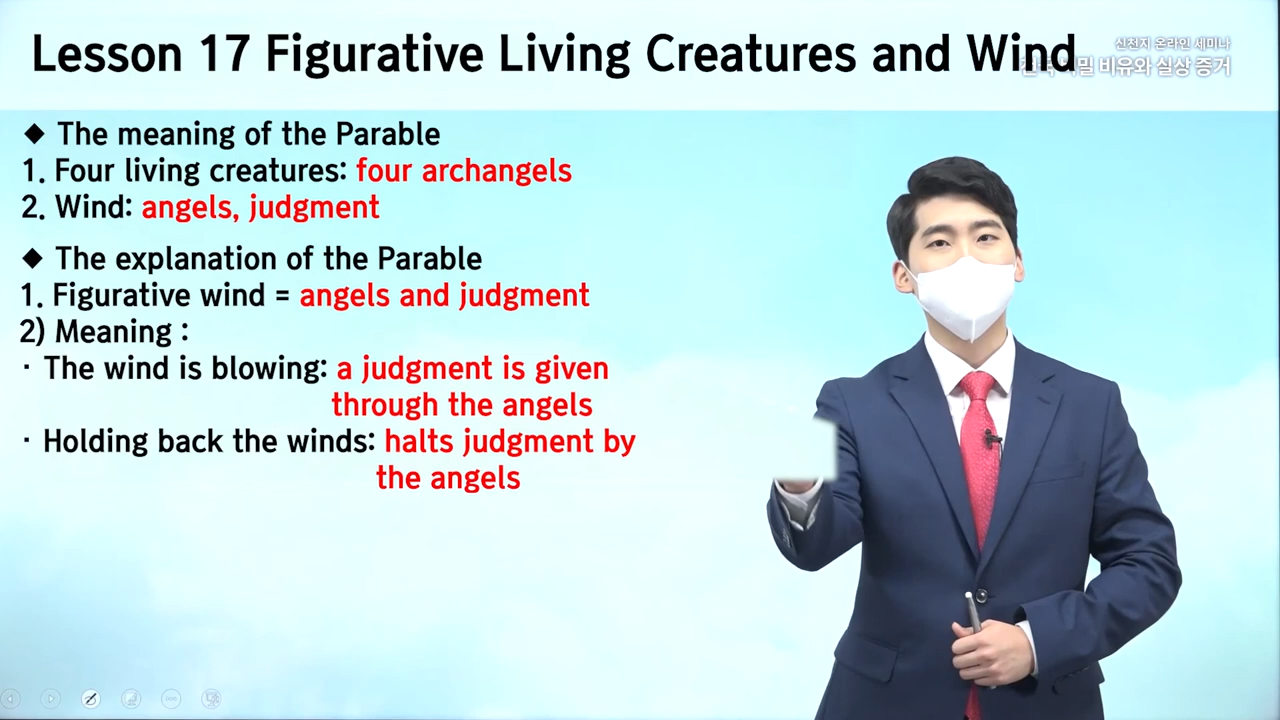 Lesson 17 Figurative Living Creatures and Wind
신천지 온라인 세미나
비유와 실상 증거
◆ The meaning of the Parable
1. Four living creatures: four archangels
2. Wind: angels, judgment
◆ The explanation of the Parable
1. Figurative wind = angels and judgment
2) Meaning :
· The wind is blowing: a judgment is given
through the angels
· Holding back the winds: halts judgment by
the angels